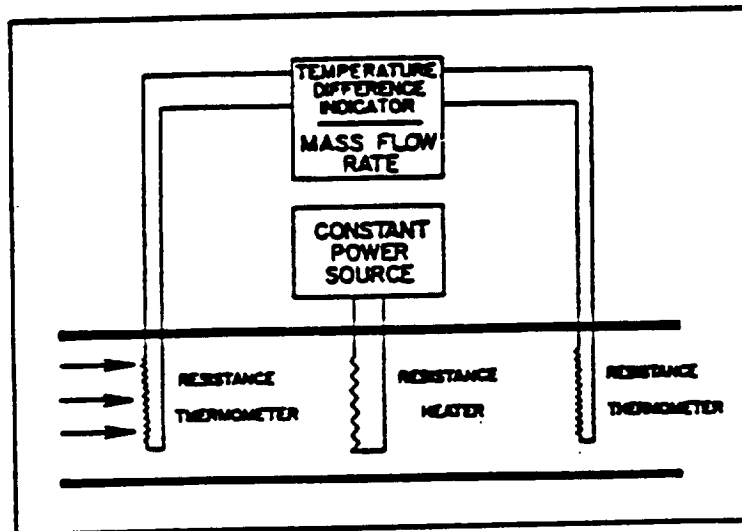 TEMPERATURE
DIFFERENCE
INDICATOR
MASS FLOW
RATE
CONSTANT
POWER
SOURCE
RESISTANCE
THERMOMETER
RESISTANCE
HEATER
RESISTANCE
THERMOMETER